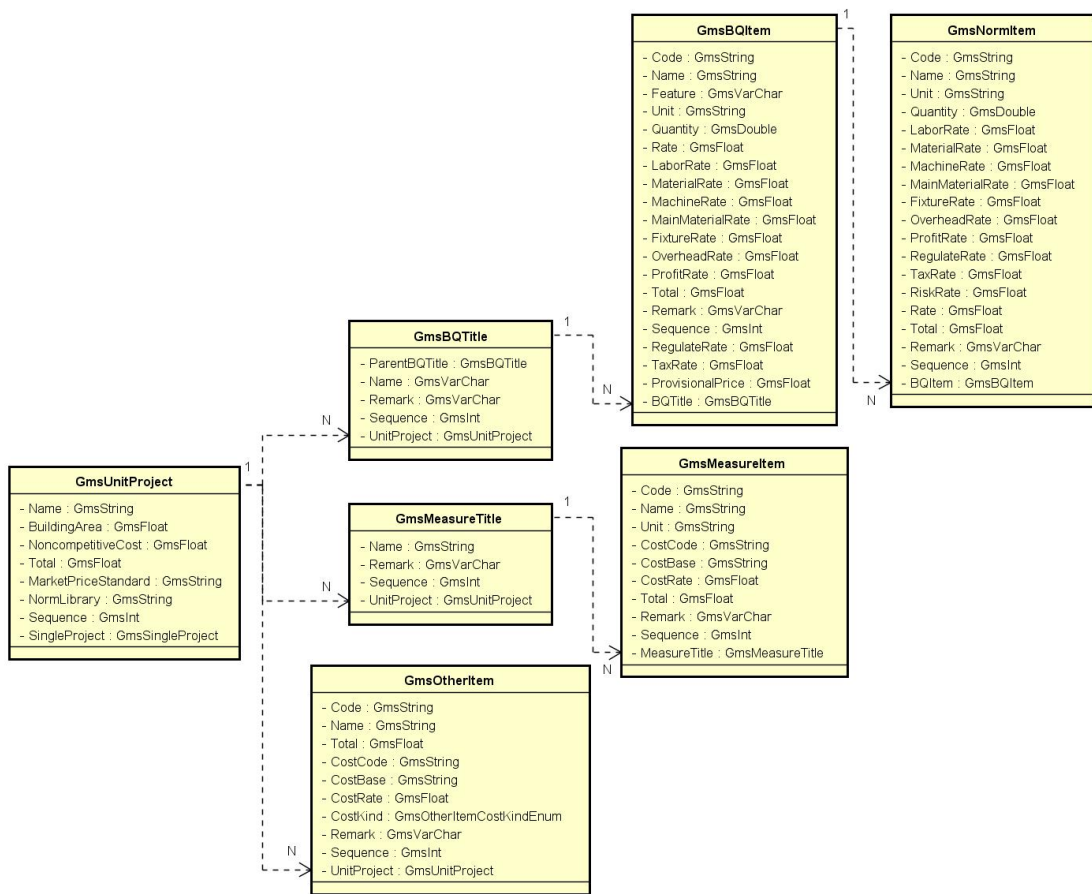 GmsBQItem
- Code : GmsString
- Name : GmsString
- Feature : GmsVarChar
- Unit : GmsString
- Quantity : GmsDouble
- Rate : GmsFloat
- LaborRate : GmsFloat
- MaterialRate : GmsFloat
- MachineRate : GmsFloat
- MainMaterialRate : GmsFloat
- FixtureRate : GmsFloat
- OverheadRate : GmsFloat
- ProfitRate : GmsFloat
- Total : GmsFloat
- Remark : GmsVarChar
- Sequence : GmsInt
- RegulateRate : GmsFloat
- TaxRate : GmsFloat
- ProvisionalPrice : GmsFloat
- BQTitle : GmsBQTitle
1
N
GmsNormItem
- Code : GmsString
- Name : GmsString
- Unit : GmsString
- Quantity : GmsDouble
- LaborRate : GmsFloat
- MaterialRate : GmsFloat
- MachineRate : GmsFloat
- MainMaterialRate : GmsFloat
- FixtureRate : GmsFloat
- OverheadRate : GmsFloat
- ProfitRate : GmsFloat
- RegulateRate : GmsFloat
- TaxRate : GmsFloat
- RiskRate : GmsFloat
- Rate : GmsFloat
- Total : GmsFloat
- Remark : GmsVarChar
- Sequence : GmsInt
- BQItem : GmsBQItem
GmsBQTitle
- ParentBQTitle : GmsBQTitle
- Name : GmsVarChar
- Remark : GmsVarChar
- Sequence : GmsInt
- UnitProject : GmsUnitProject
1
N
N
GmsUnitProject
- Name : GmsString
- BuildingArea : GmsFloat
- NoncompetitiveCost : GmsFloat
- Total : GmsFloat
- MarketPriceStandard : GmsString
- NormLibrary : GmsString
- Sequence : GmsInt
- SingleProject : GmsSingleProject
1
N
GmsMeasureTitle
- Name : GmsString
- Remark : GmsVarChar
- Sequence : GmsInt
- UnitProject : GmsUnitProject
1
N
GmsMeasureItem
- Code : GmsString
- Name : GmsString
- Unit : GmsString
- CostCode : GmsString
- CostBase : GmsString
- CostRate : GmsFloat
- Total : GmsFloat
- Remark : GmsVarChar
- Sequence : GmsInt
- MeasureTitle : GmsMeasureTitle
GmsOtherItem
- Code : GmsString
- Name : GmsString
- Total : GmsFloat
- CostCode : GmsString
- CostBase : GmsString
- CostRate : GmsFloat
- CostKind : GmsOtherItemCostKindEnum
- Remark : GmsVarChar
- Sequence : GmsInt
- UnitProject : GmsUnitProject
N